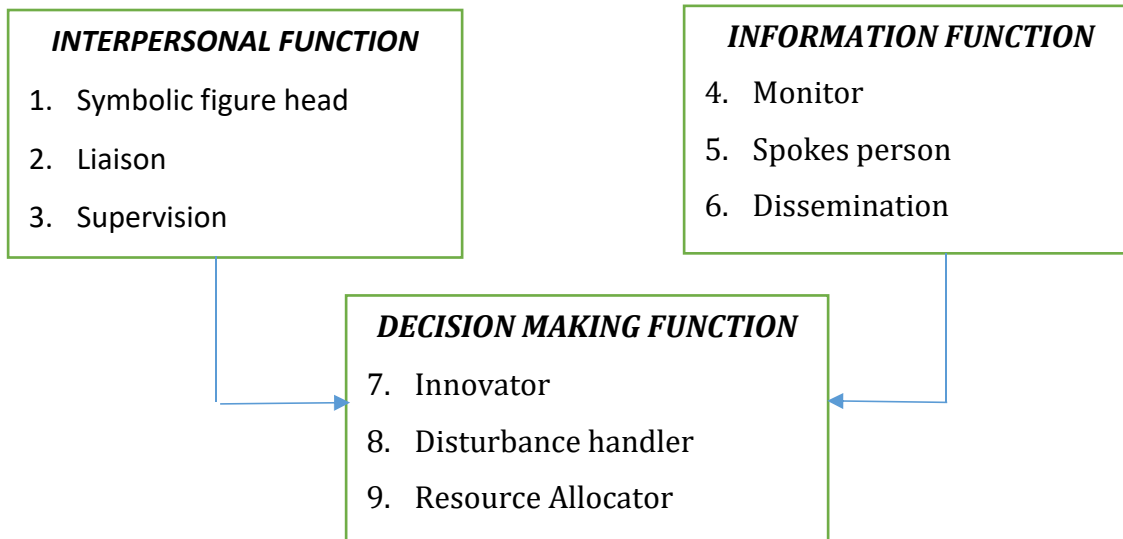 INTERPERSONAL FUNCTION
1. Symbolic figure head
2. Liaison
3. Supervision
INFORMATION FUNCTION
4. Monitor
5. Spokes person
6. Dissemination
DECISION MAKING FUNCTION
7. Innovator
8. Disturbance handler
9. Resource Allocator